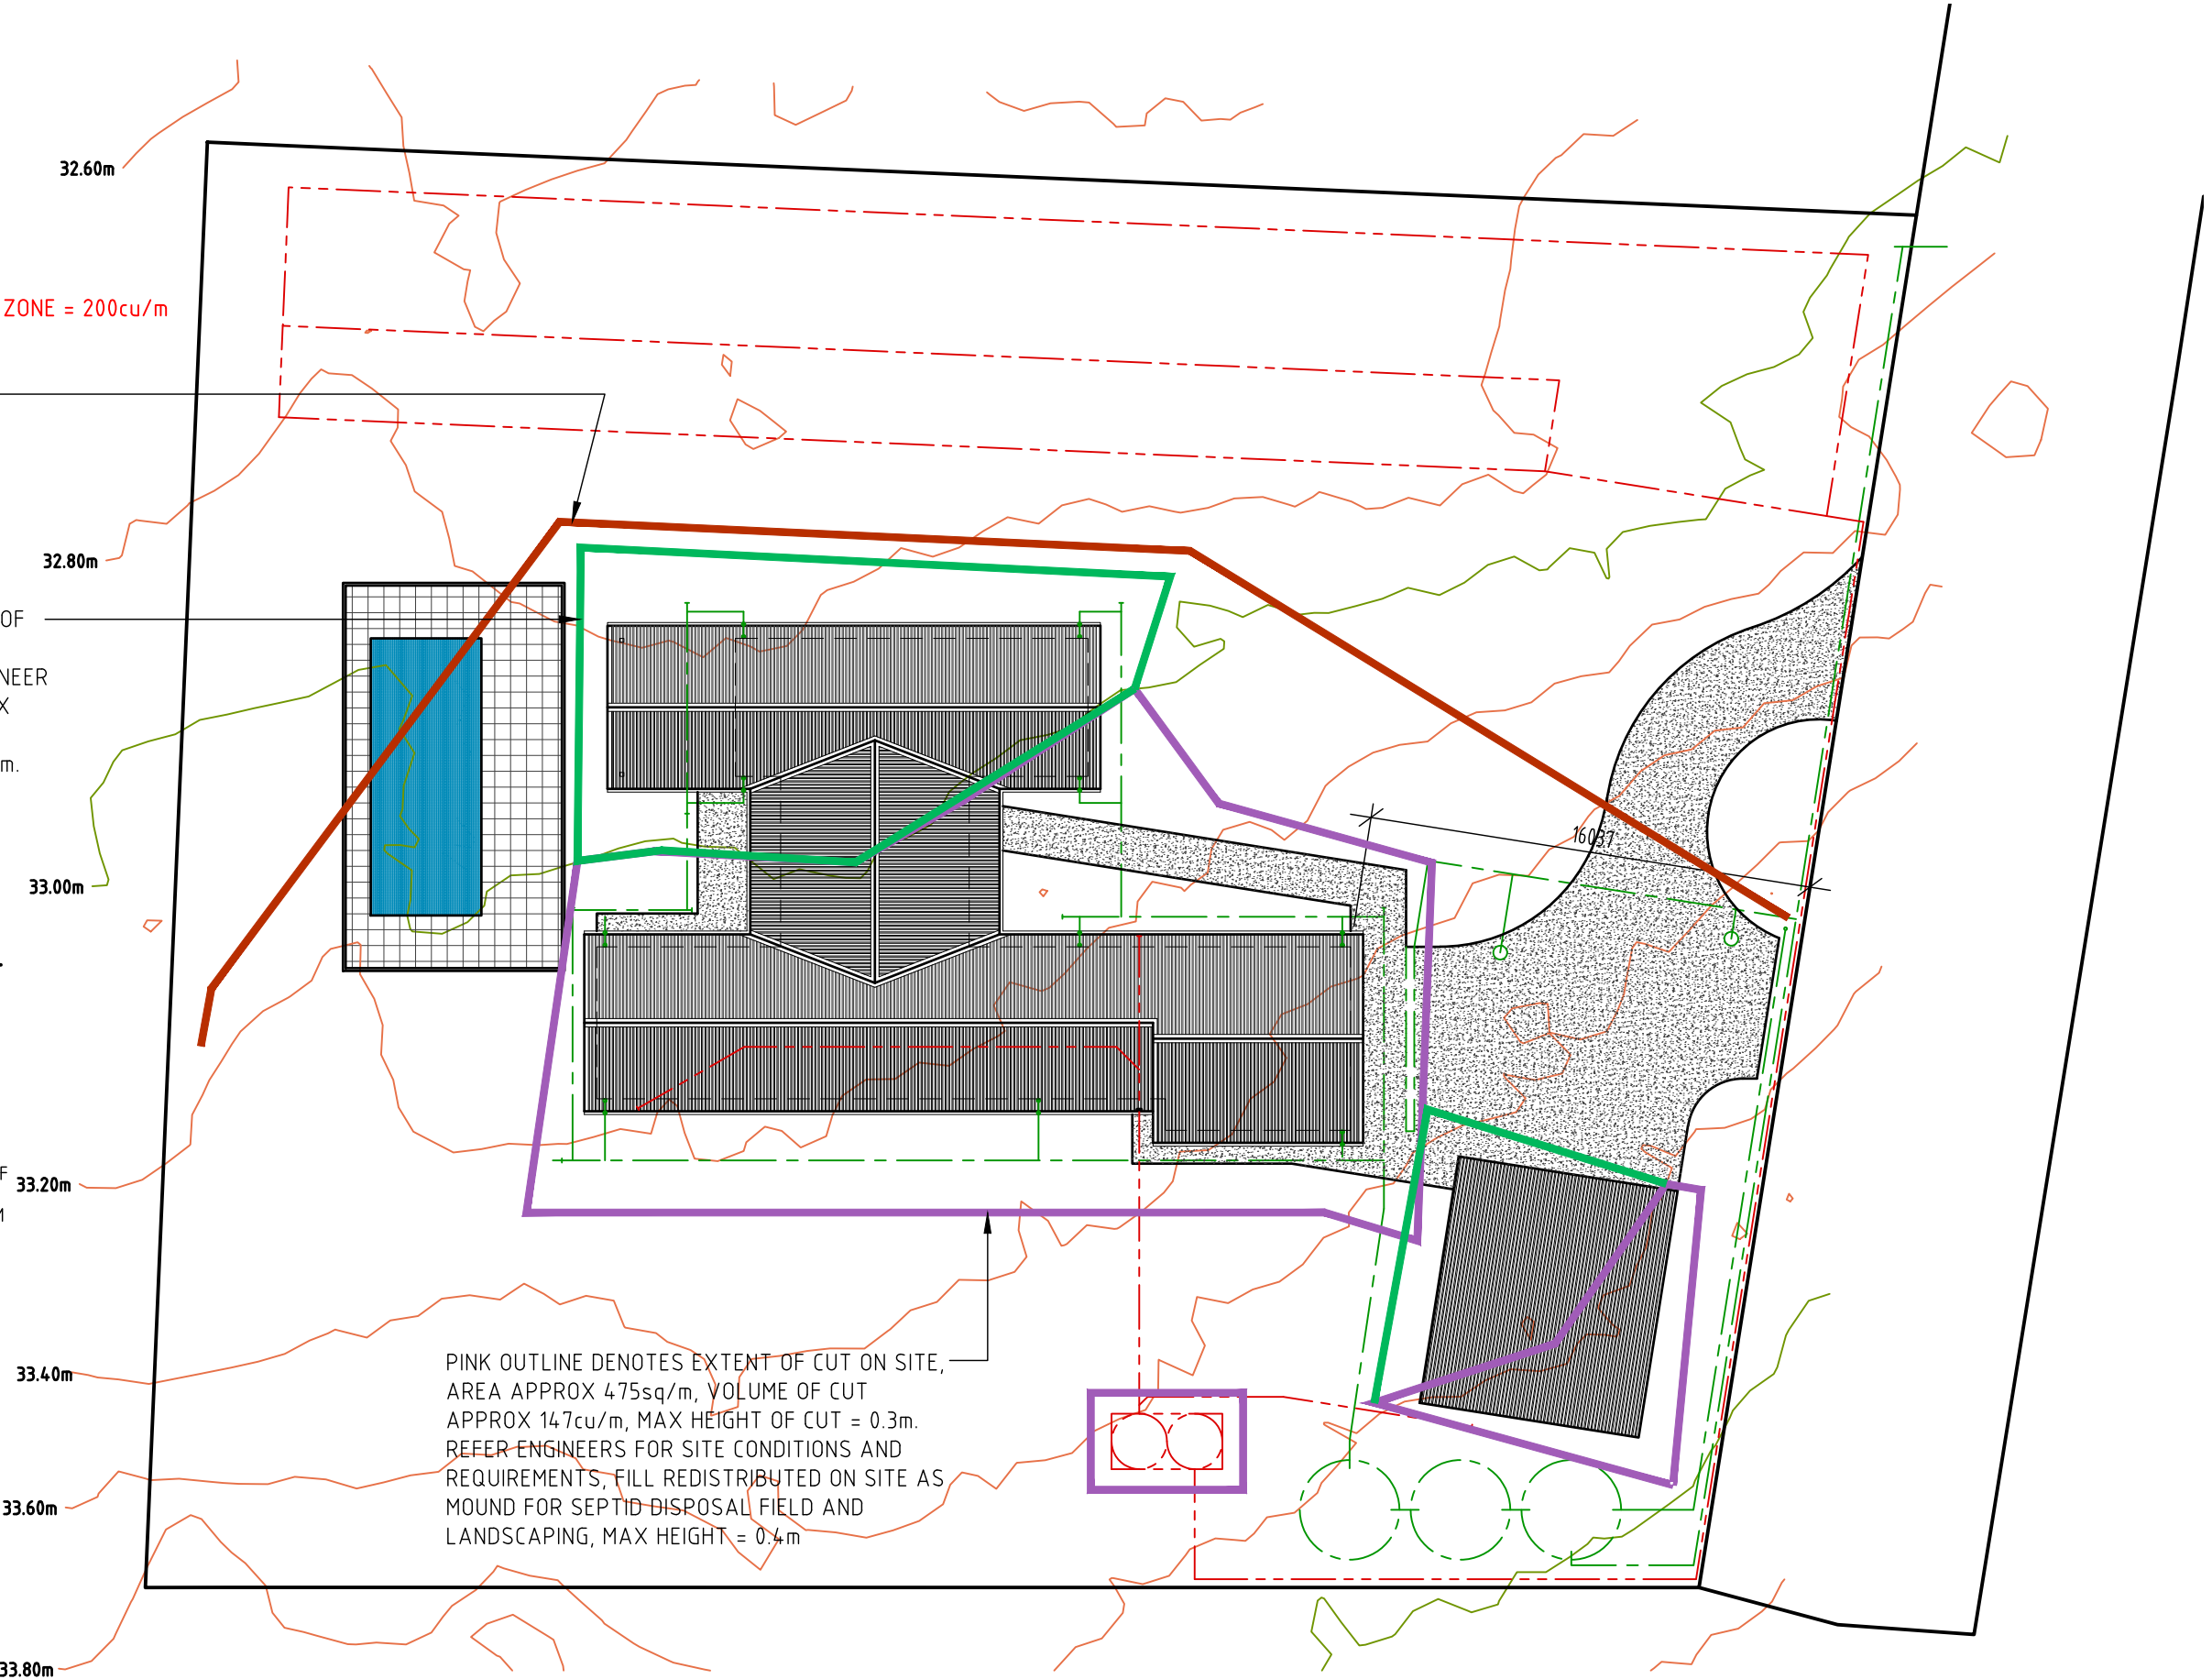 32.60m
ZONE = 200cu/m
32.80m
OF
NEER
X
m.
33.00m
16037
F
33.20m
M
33.40m
PINK OUTLINE DENOTES EXTENT OF CUT ON SITE,
AREA APPROX 475sq/m, VOLUME OF CUT
APPROX 147cu/m, MAX HEIGHT OF CUT = 0.3m.
REFER ENGINEERS FOR SITE CONDITIONS AND
REQUIREMENTS, FILL REDISTRIBUTED ON SITE AS
MOUND FOR SEPTID DISPOSAL FIELD AND
LANDSCAPING, MAX HEIGHT = 0.4m
33.60m
33.80m